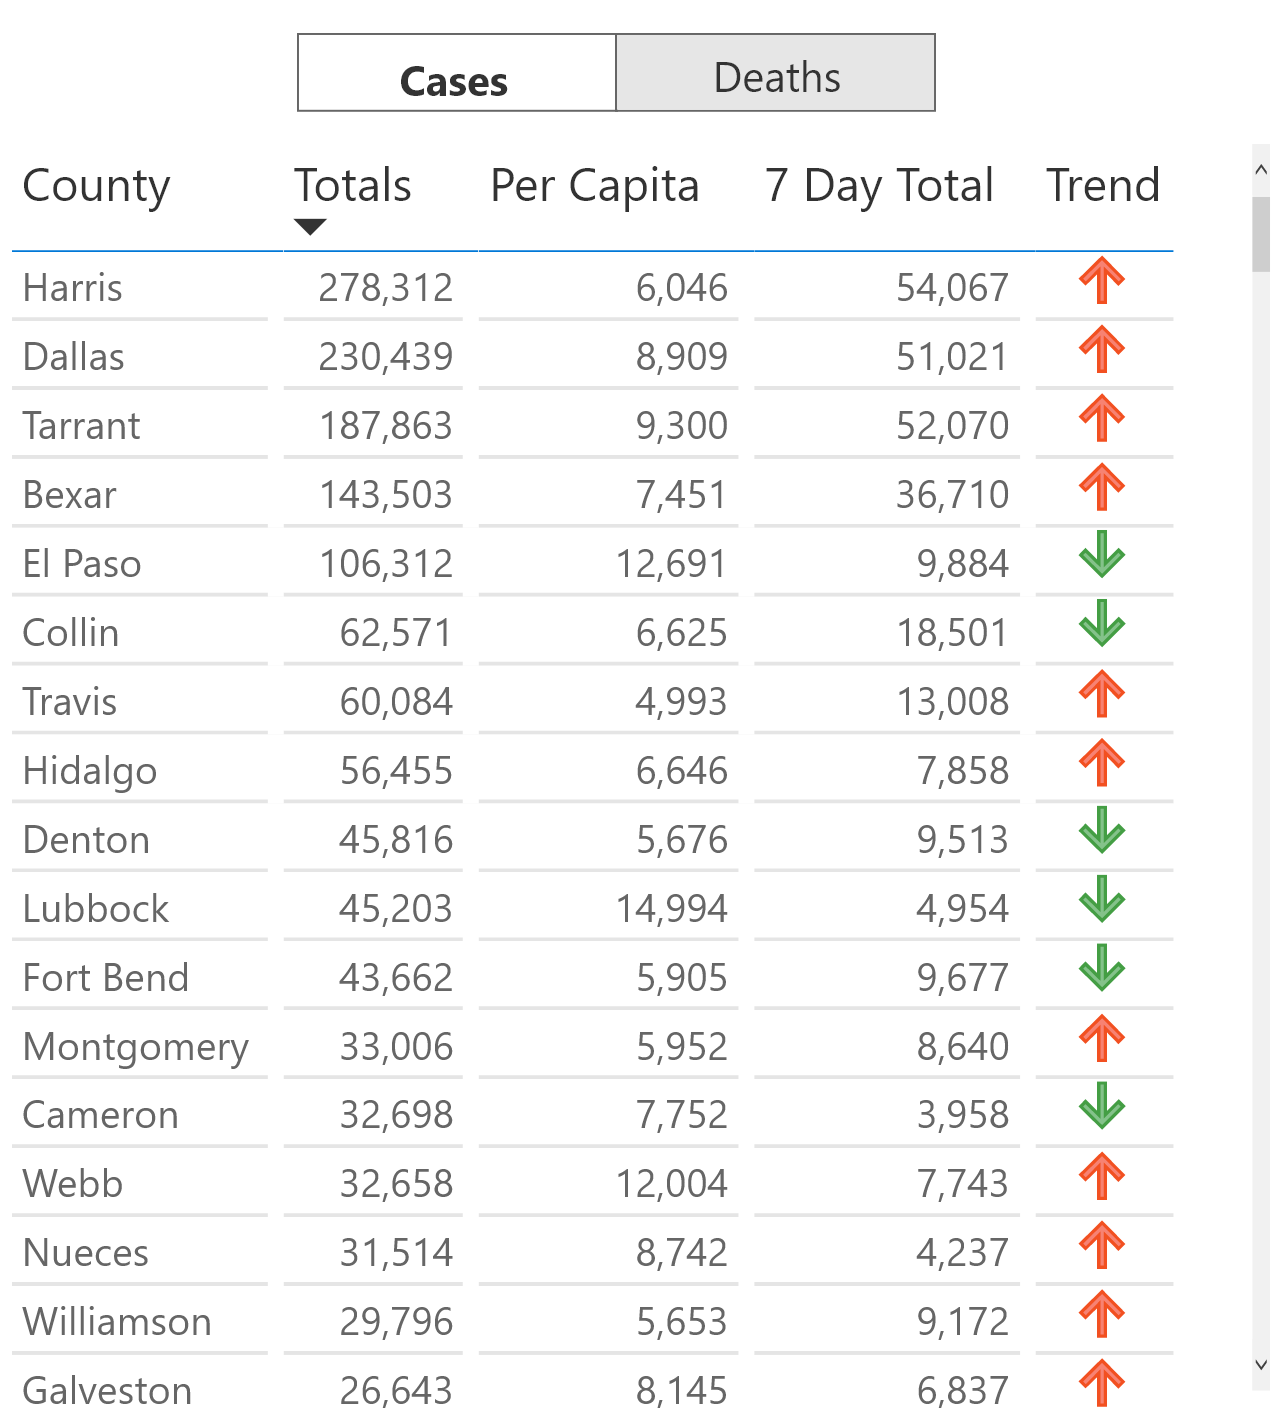 Cases Deaths
County Totals Per Capita 7 Day Total Trend
Harris 278,312 6,046 54,067
Dallas 230,439 8,909 51,021
Tarrant 187,863 9,300 52,070
Bexar 143,503 7,451 36,710
El Paso 106,312 12,691 9,884
Collin 62,571 6,625 18,501
Travis 60,084 4,993 13,008
Hidalgo 56,455 6,646 7,858
Denton 45,816 5,676 9,513
Lubbock 45,203 14,994 4,954
Fort Bend 43,662 5,905 9,677
Montgomery 33,006 5,952 8,640
Cameron 32,698 7,752 3,958
Webb 32,658 12,004 7,743
Nueces 31,514 8,742 4,237
Williamson 29,796 5,653 9,172
Galveston 26,643 8,145 6,837